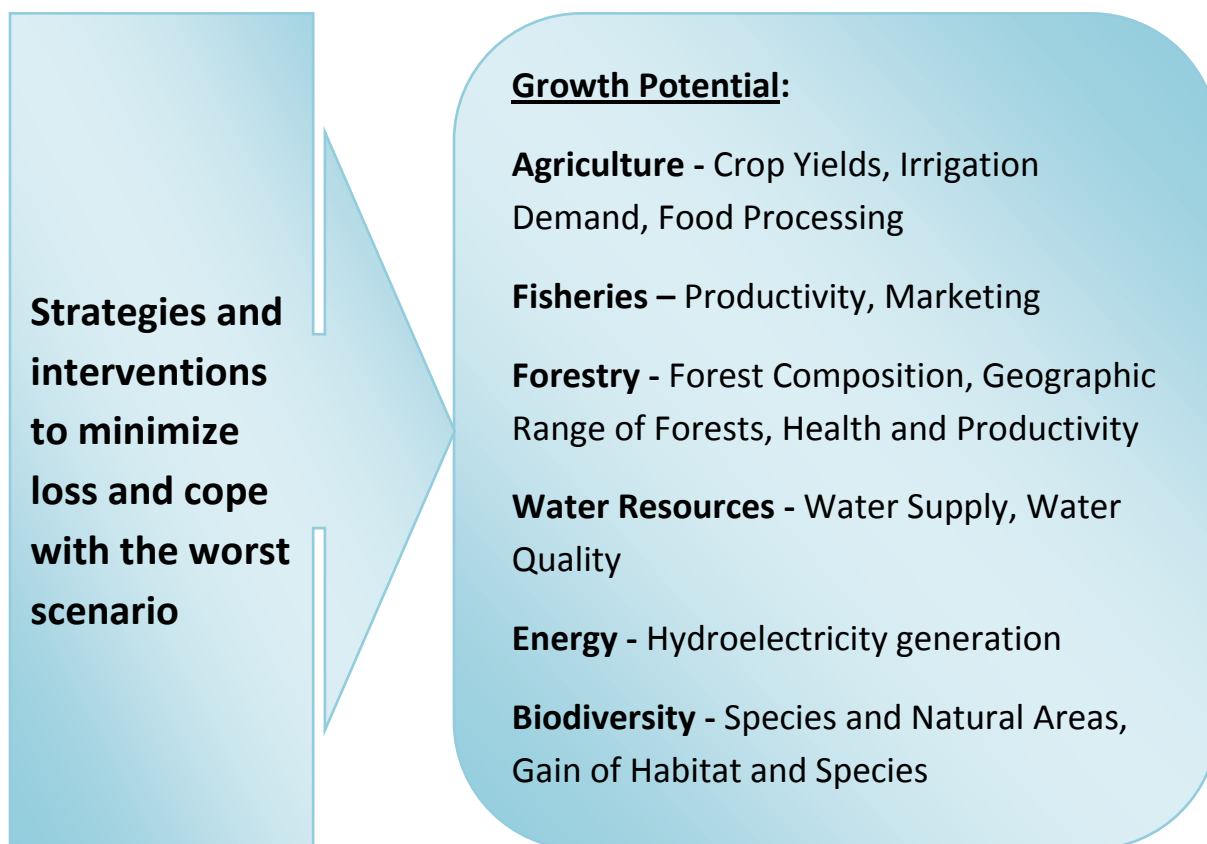 Strategies and
interventions
to minimize
loss and cope
with the worst
scenario
Growth Potential:
Agriculture - Crop Yields, Irrigation
Demand, Food Processing
Fisheries – Productivity, Marketing
Forestry - Forest Composition, Geographic
Range of Forests, Health and Productivity
Water Resources - Water Supply, Water
Quality
Energy - Hydroelectricity generation
Biodiversity - Species and Natural Areas,
Gain of Habitat and Species